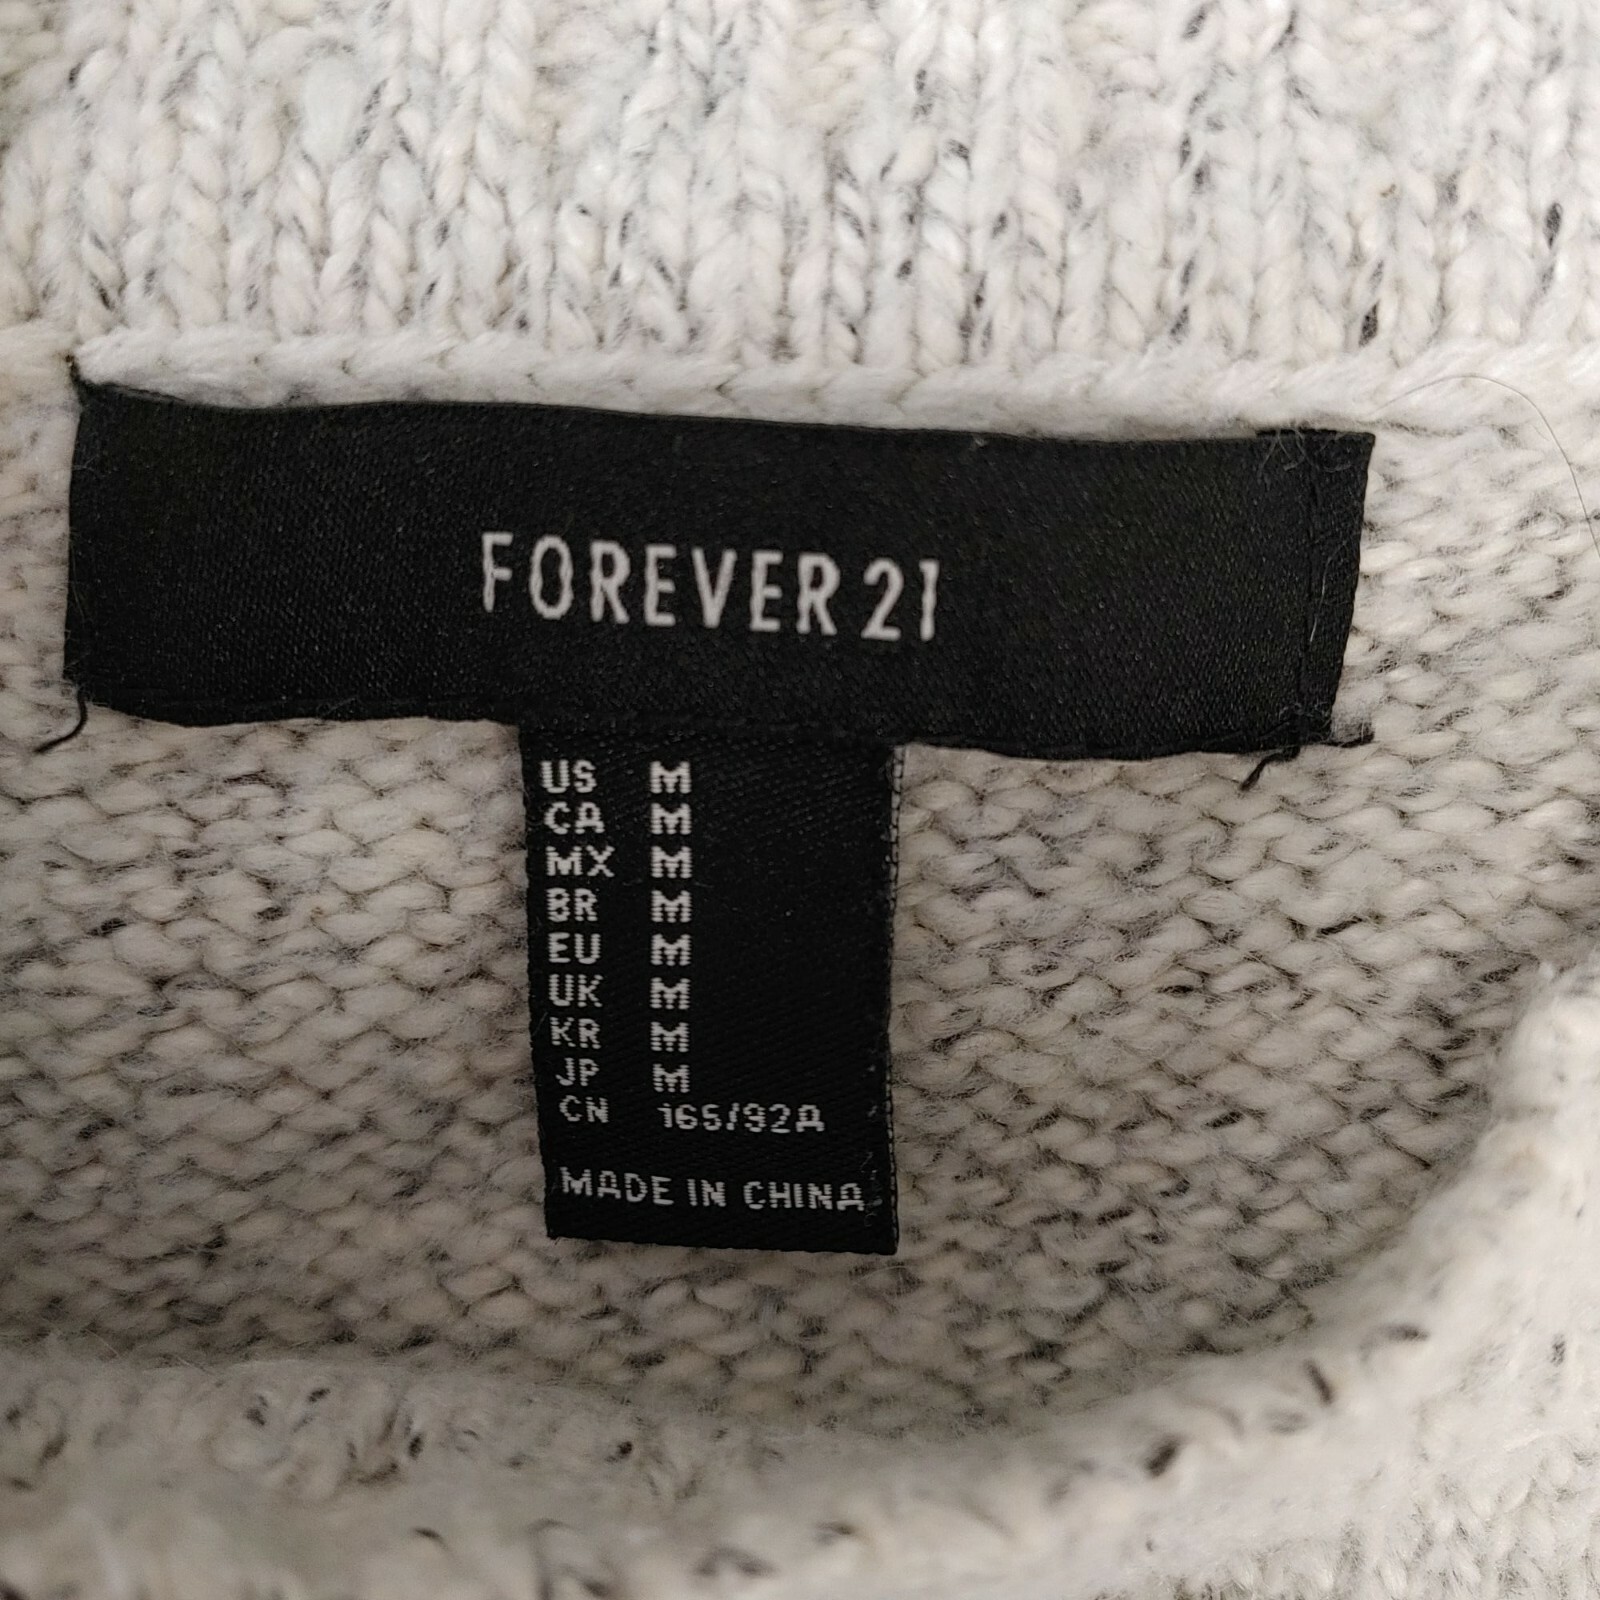 FOREVER 21
US M
CA M
MX M
BR M
EU M
UK M
KR M
JP M
CN 165/92A
MADE IN CHINA